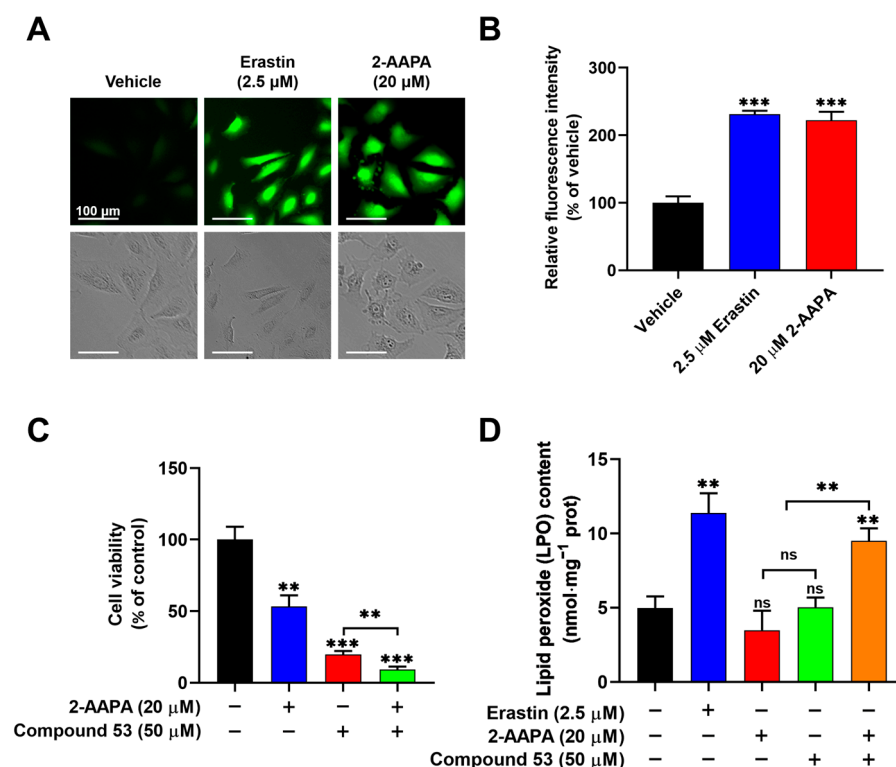 A
Vehicle
Erastin
(2.5 µM)
2-AAPA
(20 µM)
100 µm
B
Relative fluorescence intensity
(% of vehicle)
300
200
100
0
***
***
Vehicle
2.5 µM Erastin
20 µM 2-AAPA
C
Cell viability
(% of control)
150
100
50
0
**
***
**
***
2-AAPA (20 µM) − + − +
Compound 53 (50 µM) − − + +
D
Lipid peroxide (LPO) content
(nmol·mg⁻¹ prot)
15
10
5
0
**
ns
ns
ns
**
**
Erastin (2.5 µM) − + − − −
2-AAPA (20 µM) − − + − +
Compound 53 (50 µM) − − − + +